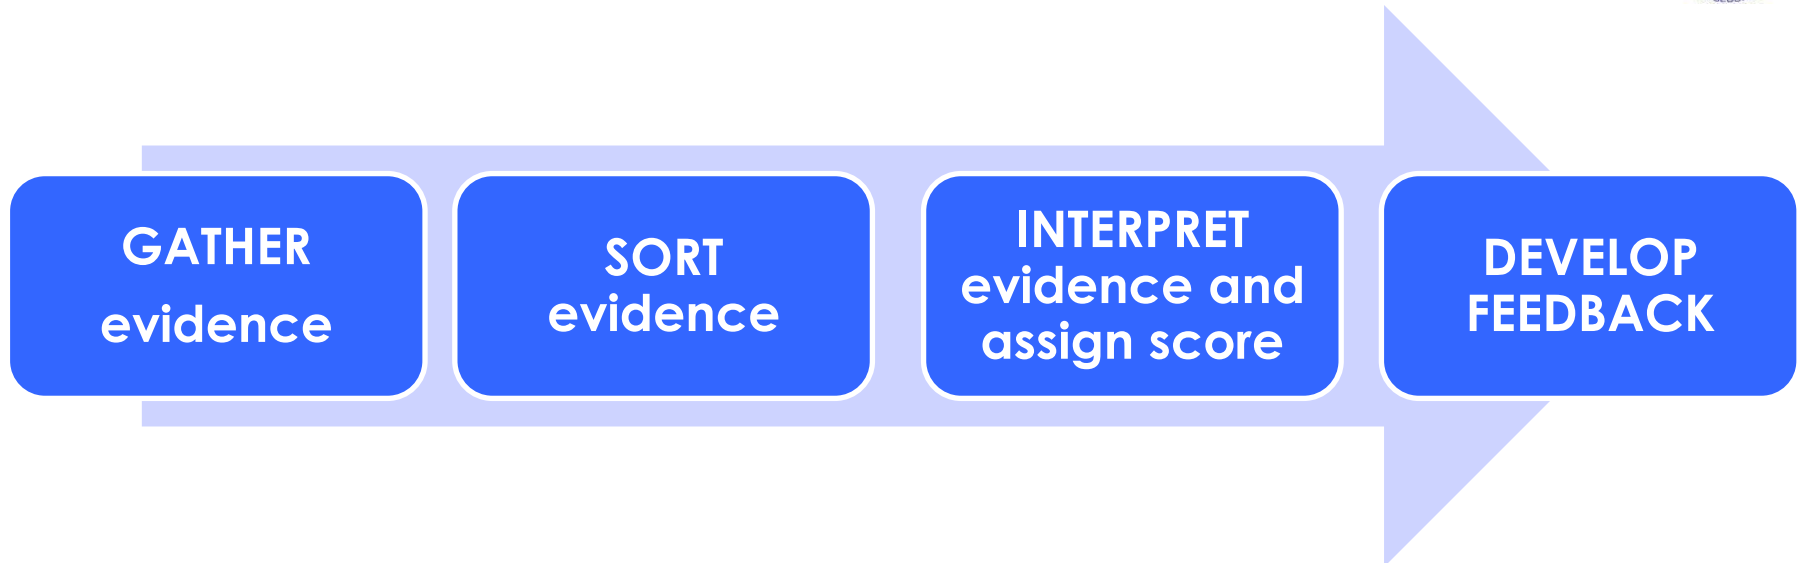 GATHER
evidence
SORT
evidence
INTERPRET
evidence and
assign score
DEVELOP
FEEDBACK